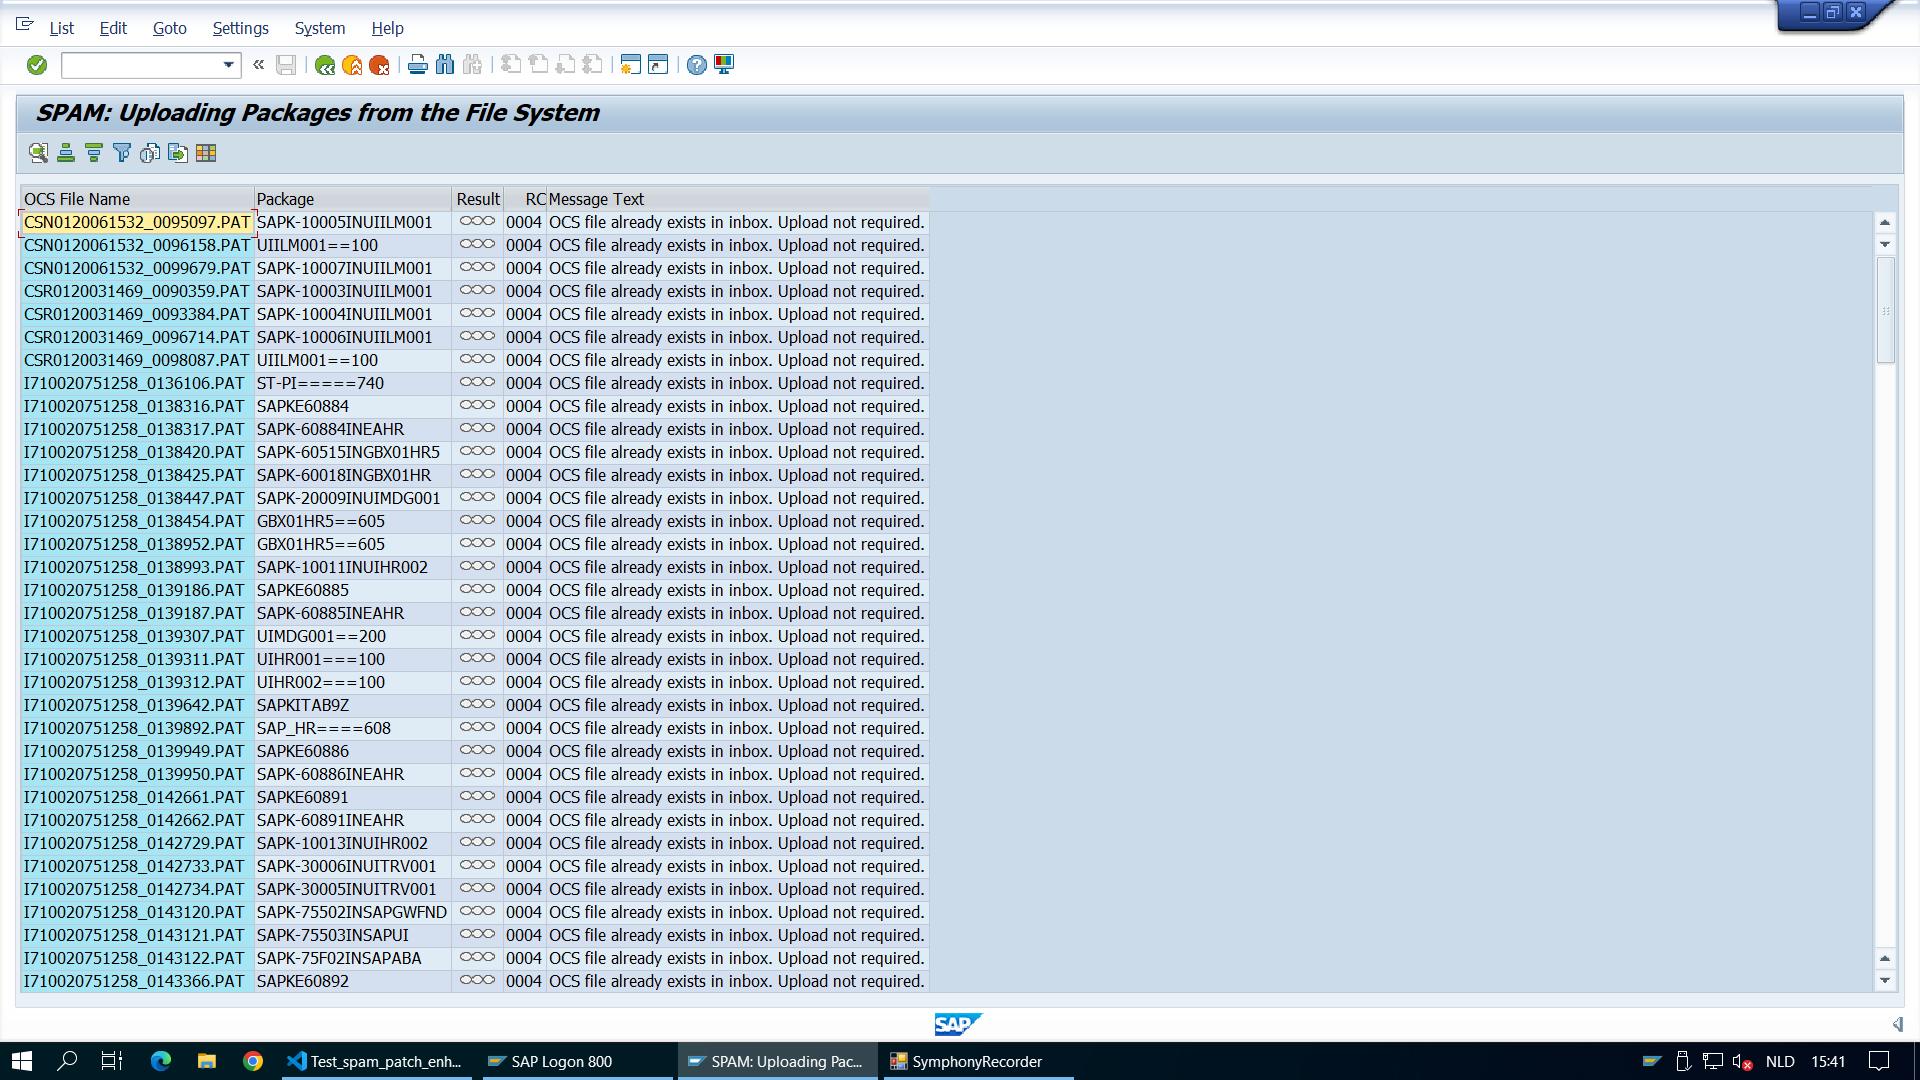 List Edit Goto Settings System Help
SPAM: Uploading Packages from the File System
OCS File Name Package Result RC Message Text
CSN0120061532_0095097.PAT SAPK-10005INUIILM001 0004 OCS file already exists in inbox. Upload not required.
CSN0120061532_0096158.PAT UIILM001==100 0004 OCS file already exists in inbox. Upload not required.
CSN0120061532_0099679.PAT SAPK-10007INUIILM001 0004 OCS file already exists in inbox. Upload not required.
CSR0120031469_0090359.PAT SAPK-10003INUIILM001 0004 OCS file already exists in inbox. Upload not required.
CSR0120031469_0093384.PAT SAPK-10004INUIILM001 0004 OCS file already exists in inbox. Upload not required.
CSR0120031469_0096714.PAT SAPK-10006INUIILM001 0004 OCS file already exists in inbox. Upload not required.
CSR0120031469_0098087.PAT UIILM001==100 0004 OCS file already exists in inbox. Upload not required.
I710020751258_0136106.PAT ST-PI=====740 0004 OCS file already exists in inbox. Upload not required.
I710020751258_0138316.PAT SAPKE60884 0004 OCS file already exists in inbox. Upload not required.
I710020751258_0138317.PAT SAPK-60884INEAHR 0004 OCS file already exists in inbox. Upload not required.
I710020751258_0138420.PAT SAPK-60515INGBX01HR5 0004 OCS file already exists in inbox. Upload not required.
I710020751258_0138425.PAT SAPK-60018INGBX01HR 0004 OCS file already exists in inbox. Upload not required.
I710020751258_0138447.PAT SAPK-20009INUIMDG001 0004 OCS file already exists in inbox. Upload not required.
I710020751258_0138454.PAT GBX01HR5==605 0004 OCS file already exists in inbox. Upload not required.
I710020751258_0138952.PAT GBX01HR5==605 0004 OCS file already exists in inbox. Upload not required.
I710020751258_0138993.PAT SAPK-10011INUIHR002 0004 OCS file already exists in inbox. Upload not required.
I710020751258_0139186.PAT SAPKE60885 0004 OCS file already exists in inbox. Upload not required.
I710020751258_0139187.PAT SAPK-60885INEAHR 0004 OCS file already exists in inbox. Upload not required.
I710020751258_0139307.PAT UIMDG001==200 0004 OCS file already exists in inbox. Upload not required.
I710020751258_0139311.PAT UIHR001===100 0004 OCS file already exists in inbox. Upload not required.
I710020751258_0139312.PAT UIHR002===100 0004 OCS file already exists in inbox. Upload not required.
I710020751258_0139642.PAT SAPKITAB9Z 0004 OCS file already exists in inbox. Upload not required.
I710020751258_0139892.PAT SAP_HR====608 0004 OCS file already exists in inbox. Upload not required.
I710020751258_0139949.PAT SAPKE60886 0004 OCS file already exists in inbox. Upload not required.
I710020751258_0139950.PAT SAPK-60886INEAHR 0004 OCS file already exists in inbox. Upload not required.
I710020751258_0142661.PAT SAPKE60891 0004 OCS file already exists in inbox. Upload not required.
I710020751258_0142662.PAT SAPK-60891INEAHR 0004 OCS file already exists in inbox. Upload not required.
I710020751258_0142729.PAT SAPK-10013INUIHR002 0004 OCS file already exists in inbox. Upload not required.
I710020751258_0142733.PAT SAPK-30006INUITRV001 0004 OCS file already exists in inbox. Upload not required.
I710020751258_0142734.PAT SAPK-30005INUITRV001 0004 OCS file already exists in inbox. Upload not required.
I710020751258_0143120.PAT SAPK-75502INSAPGWFND 0004 OCS file already exists in inbox. Upload not required.
I710020751258_0143121.PAT SAPK-75503INSAPUI 0004 OCS file already exists in inbox. Upload not required.
I710020751258_0143122.PAT SAPK-75F02INSAPABA 0004 OCS file already exists in inbox. Upload not required.
I710020751258_0143366.PAT SAPKE60892 0004 OCS file already exists in inbox. Upload not required.
SAP
Test_spam_patch_enh... SAP Logon 800 SPAM: Uploading Pac... SymphonyRecorder NLD 15:41